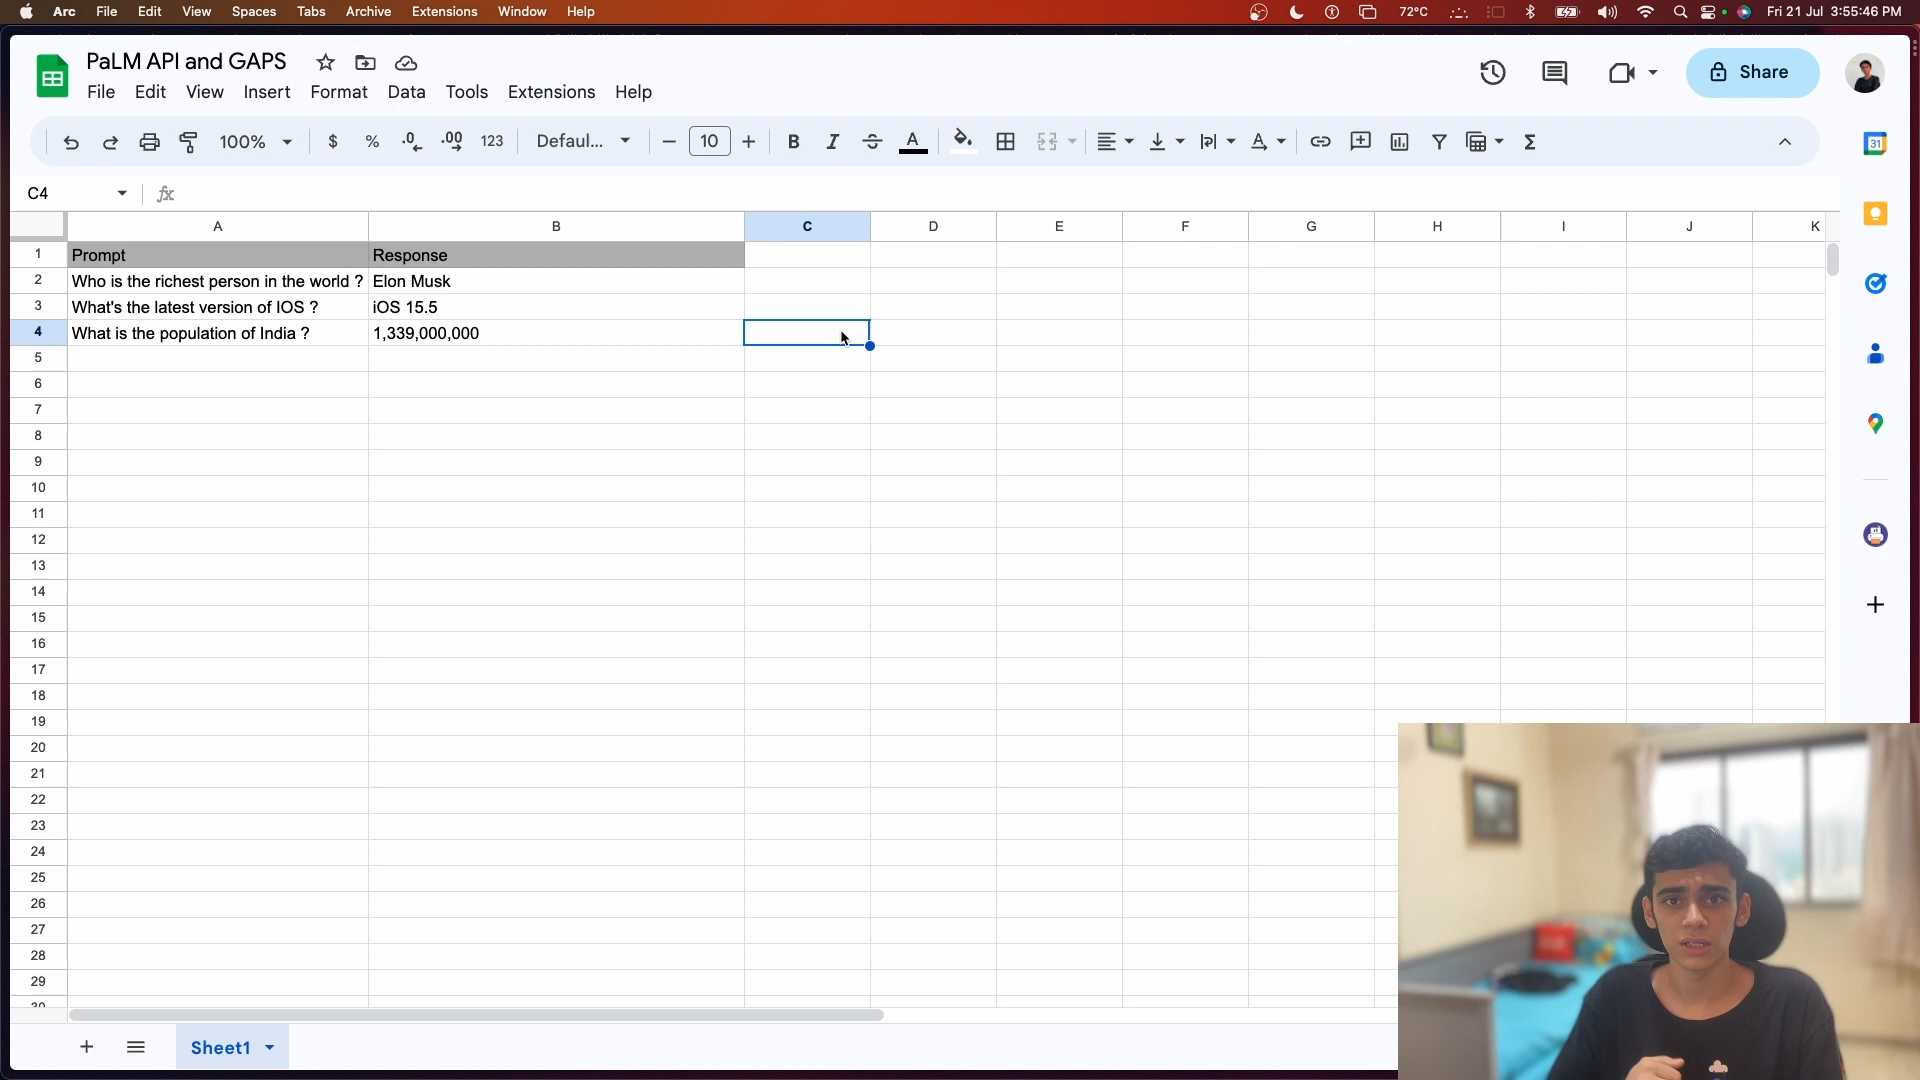 Arc File Edit View Spaces Tabs Archive Extensions Window Help 72°C Fri 21 Jul 3:55:46 PM
PaLM API and GAPS
File Edit View Insert Format Data Tools Extensions Help
Share
100% $ % .0 .00 123 Defaul... 10 B I S A Σ
31
C4 fx
A B C D E F G H I J K
1 Prompt Response
2 Who is the richest person in the world ? Elon Musk
3 What's the latest version of IOS ? iOS 15.5
4 What is the population of India ? 1,339,000,000
5
6
7
8
9
10
11
12
13
14
15
16
17
18
19
20
21
22
23
24
25
26
27
28
29
30
Sheet1